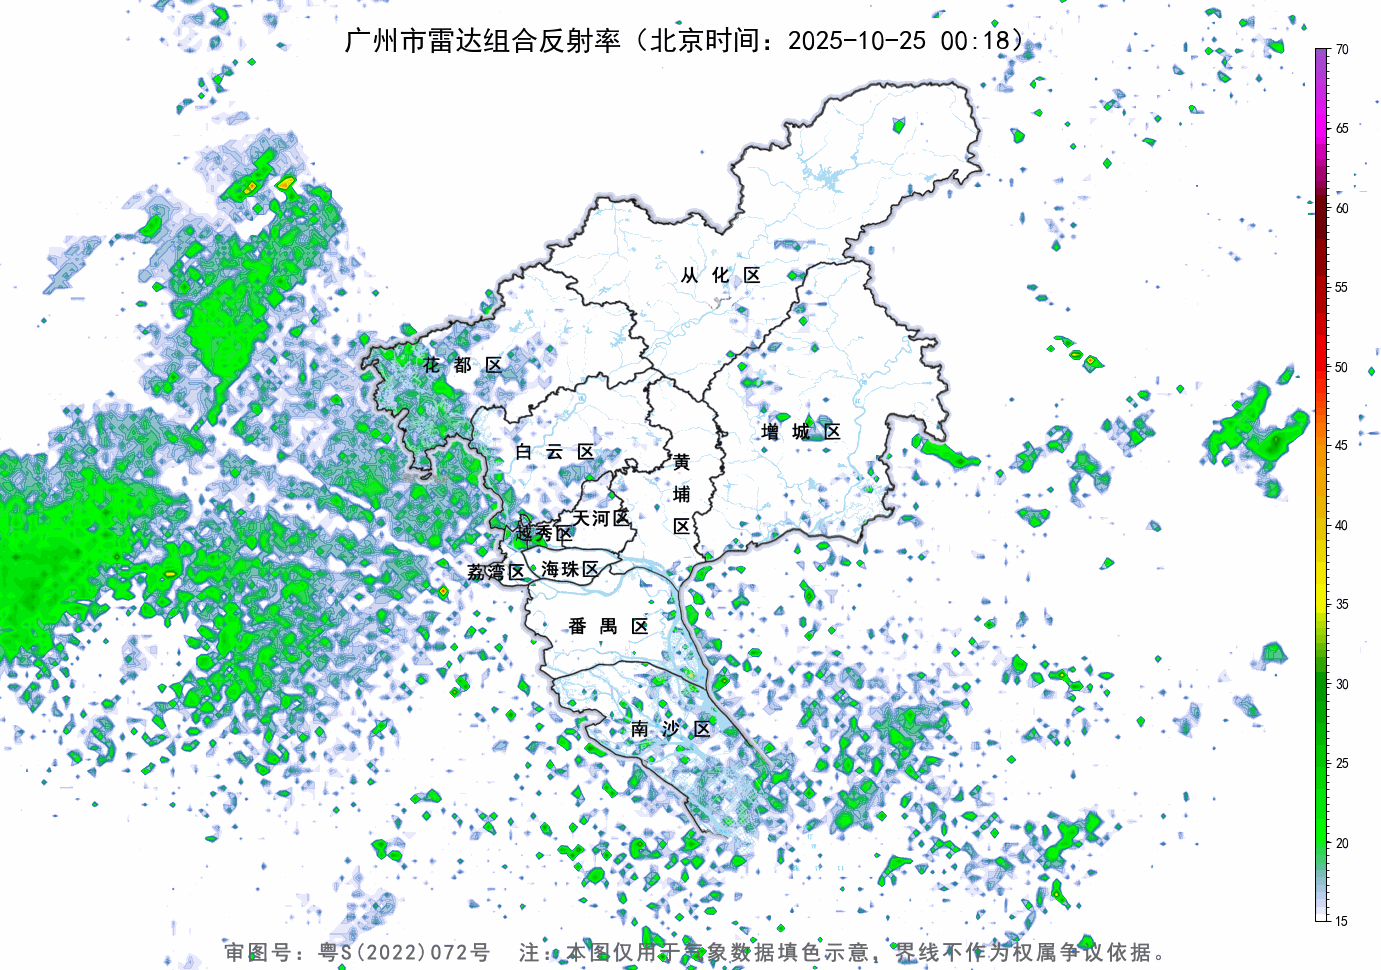 广州市雷达组合反射率（北京时间：2025-10-25 00:18）
70
65
60
55
50
45
40
35
30
25
20
15
从化区
花都区
增城区
白云区
黄埔区
天河区
越秀区
荔湾区
海珠区
番禺区
南沙区
审图号：粤S(2022)072号 注：本图仅用于气象数据填色示意，界线不作为权属争议依据。